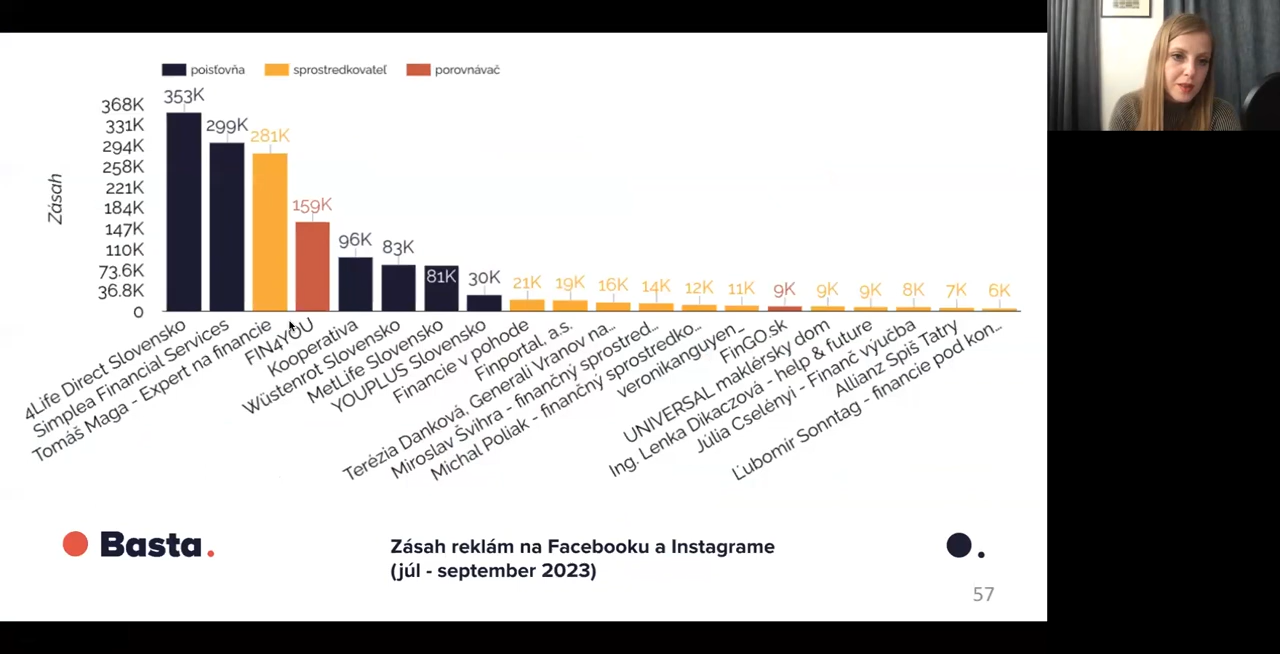 poisťovňa
sprostredkovateľ
porovnávač
Zásah
368K
331K
294K
258K
221K
184K
147K
110K
73.6K
36.8K
0
353K
299K
281K
159K
96K
83K
81K
30K
21K
19K
16K
14K
12K
11K
9K
9K
9K
8K
7K
6K
4Life Direct Slovensko
Simplea Financial Services
Tomáš Maga - Expert na financie
FIN4YOU
Kooperativa
Wüstenrot Slovensko
MetLife Slovensko
YOUPLUS Slovensko
Financie v pohode
Finportal, a.s.
Terézia Danková, Generali Vranov na...
Miroslav Švihra - finančný sprostred...
Michal Poliak - finančný sprostredko...
veronikanguyen_
FinGO.sk
UNIVERSAL maklérsky dom
Ing. Lenka Dikaczová - help & future
Júlia Cselényi - Financč výučba
Allianz Spiš Tatry
Ľubomír Sonntag - financie pod kon...
Basta.
Zásah reklám na Facebooku a Instagrame
(júl - september 2023)
57